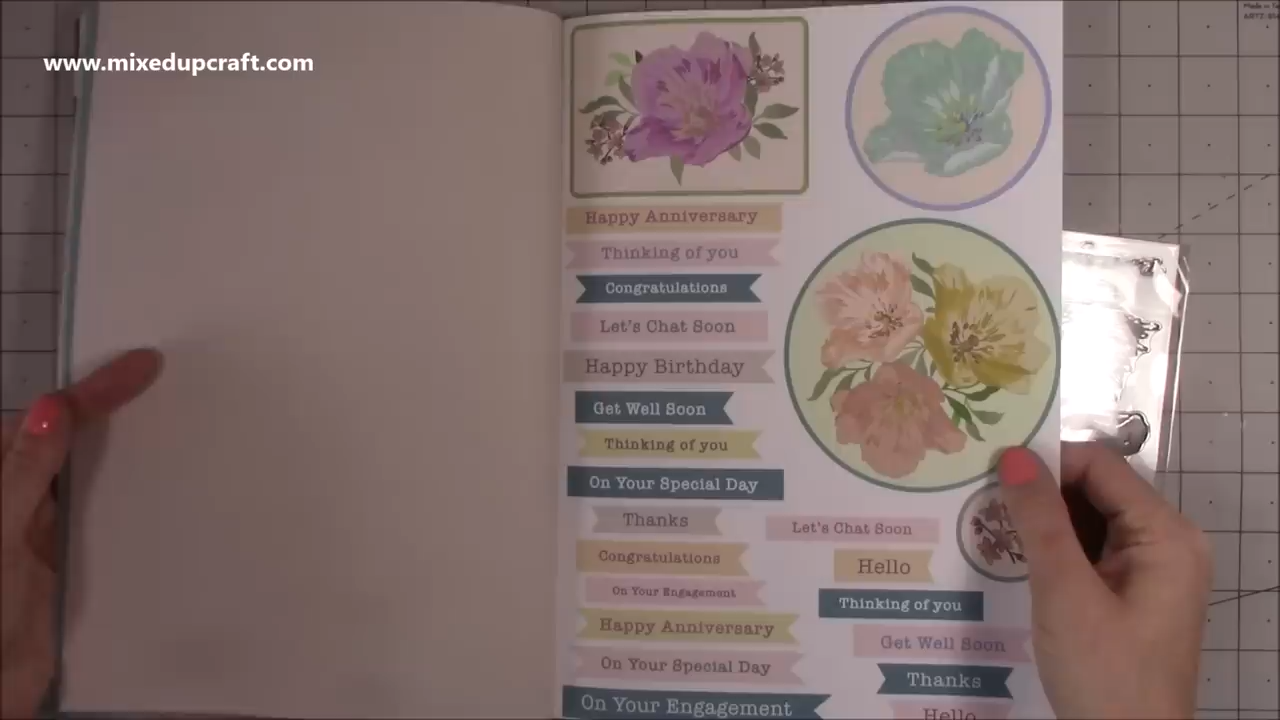 www.mixedupcraft.com
Happy Anniversary
Thinking of you
Congratulations
Let's Chat Soon
Happy Birthday
Get Well Soon
Thinking of you
On Your Special Day
Thanks
Let's Chat Soon
Congratulations
Hello
On Your Engagement
Thinking of you
Happy Anniversary
Get Well Soon
On Your Special Day
Thanks
On Your Engagement
Hello